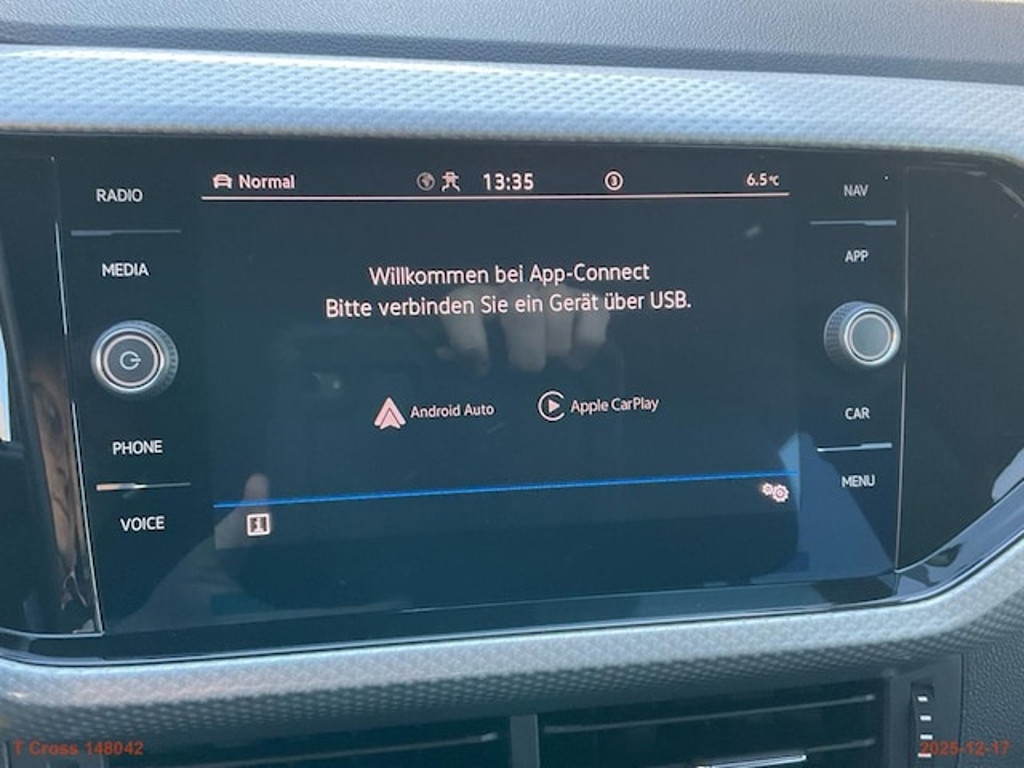 RADIO
MEDIA
PHONE
VOICE
Normal
13:35
3
6.5°C
Willkommen bei App-Connect
Bitte verbinden Sie ein Gerät über USB.
Android Auto
Apple CarPlay
NAV
APP
CAR
MENU
T Cross 148042
2025-12-17